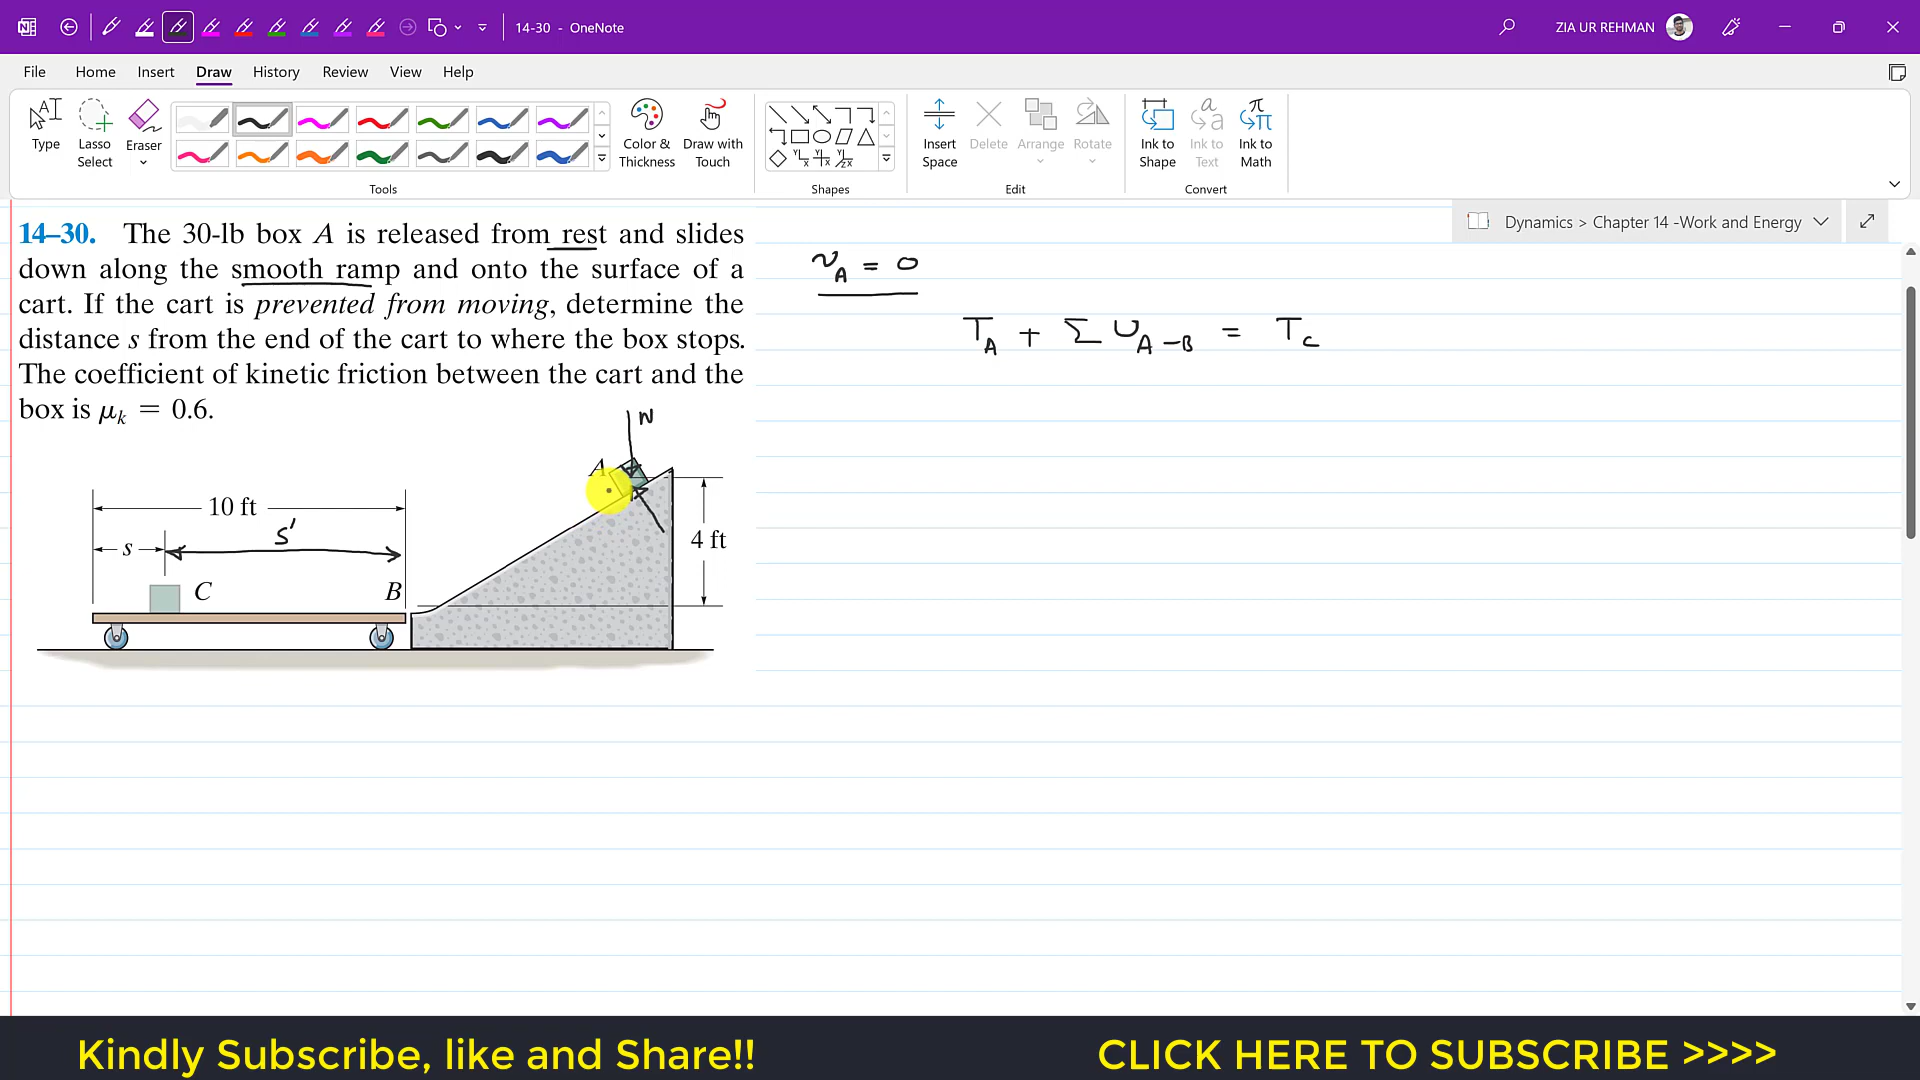 14-30 - OneNote
ZIA UR REHMAN
File Home Insert Draw History Review View Help
Type
Lasso Select
Eraser
Color & Thickness
Draw with Touch
Insert Space
Delete
Arrange
Rotate
Ink to Shape
Ink to Text
Ink to Math
Tools
Shapes
Edit
Convert
Dynamics > Chapter 14 -Work and Energy
14–30. The 30-lb box A is released from rest and slides
down along the smooth ramp and onto the surface of a
cart. If the cart is prevented from moving, determine the
distance s from the end of the cart to where the box stops.
The coefficient of kinetic friction between the cart and the
box is μk = 0.6.
v_A = 0
T_A + Σ U_A-B = T_C
N
A
10 ft
s'
s
4 ft
C
B
Kindly Subscribe, like and Share!!
CLICK HERE TO SUBSCRIBE >>>>